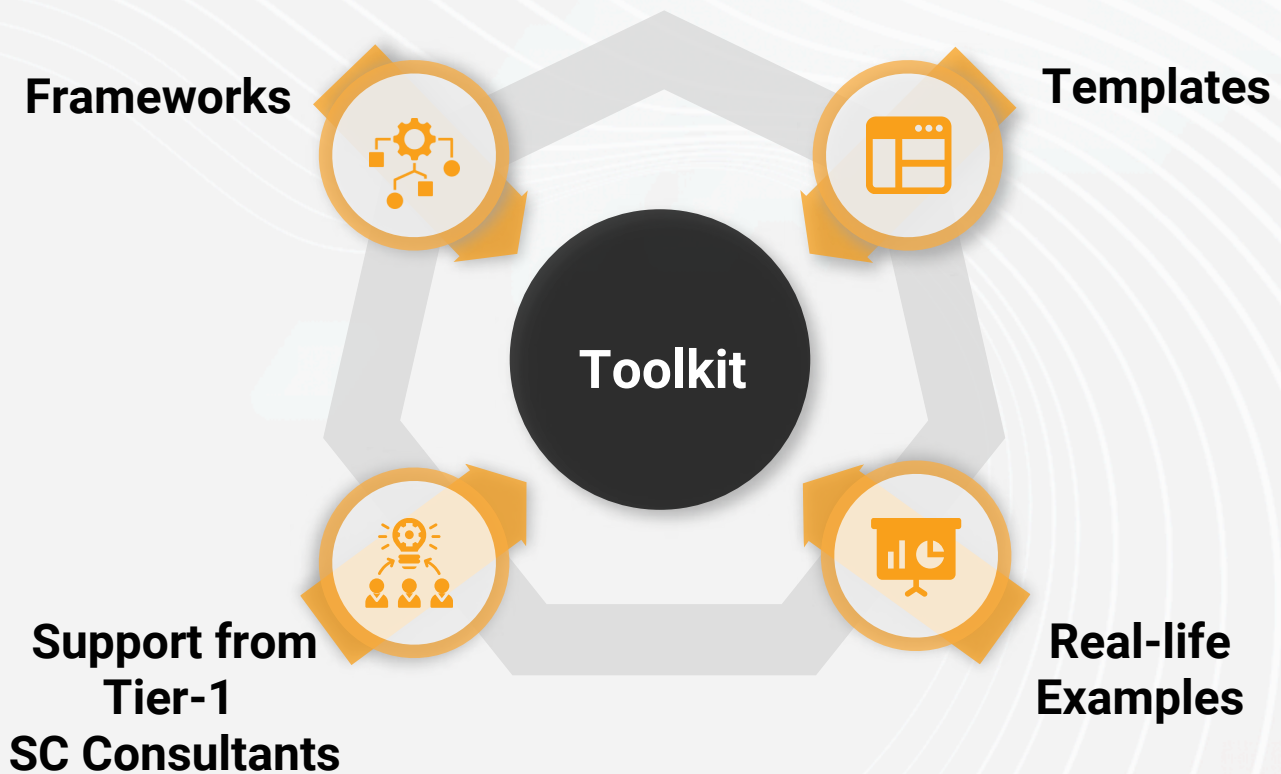 Frameworks
Templates
Toolkit
Support from
Tier-1
SC Consultants
Real-life
Examples